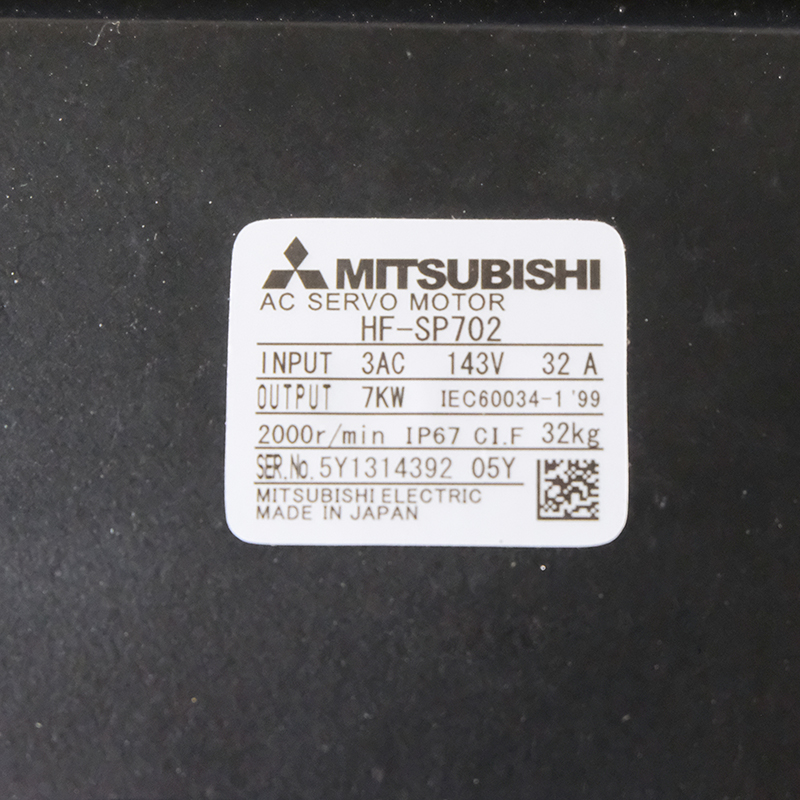 MITSUBISHI
AC SERVO MOTOR
HF-SP702
INPUT 3AC 143V 32 A
OUTPUT 7KW IEC60034-1 '99
2000r/min IP67 CI.F 32kg
SER.No. 5Y1314392 05Y
MITSUBISHI ELECTRIC
MADE IN JAPAN